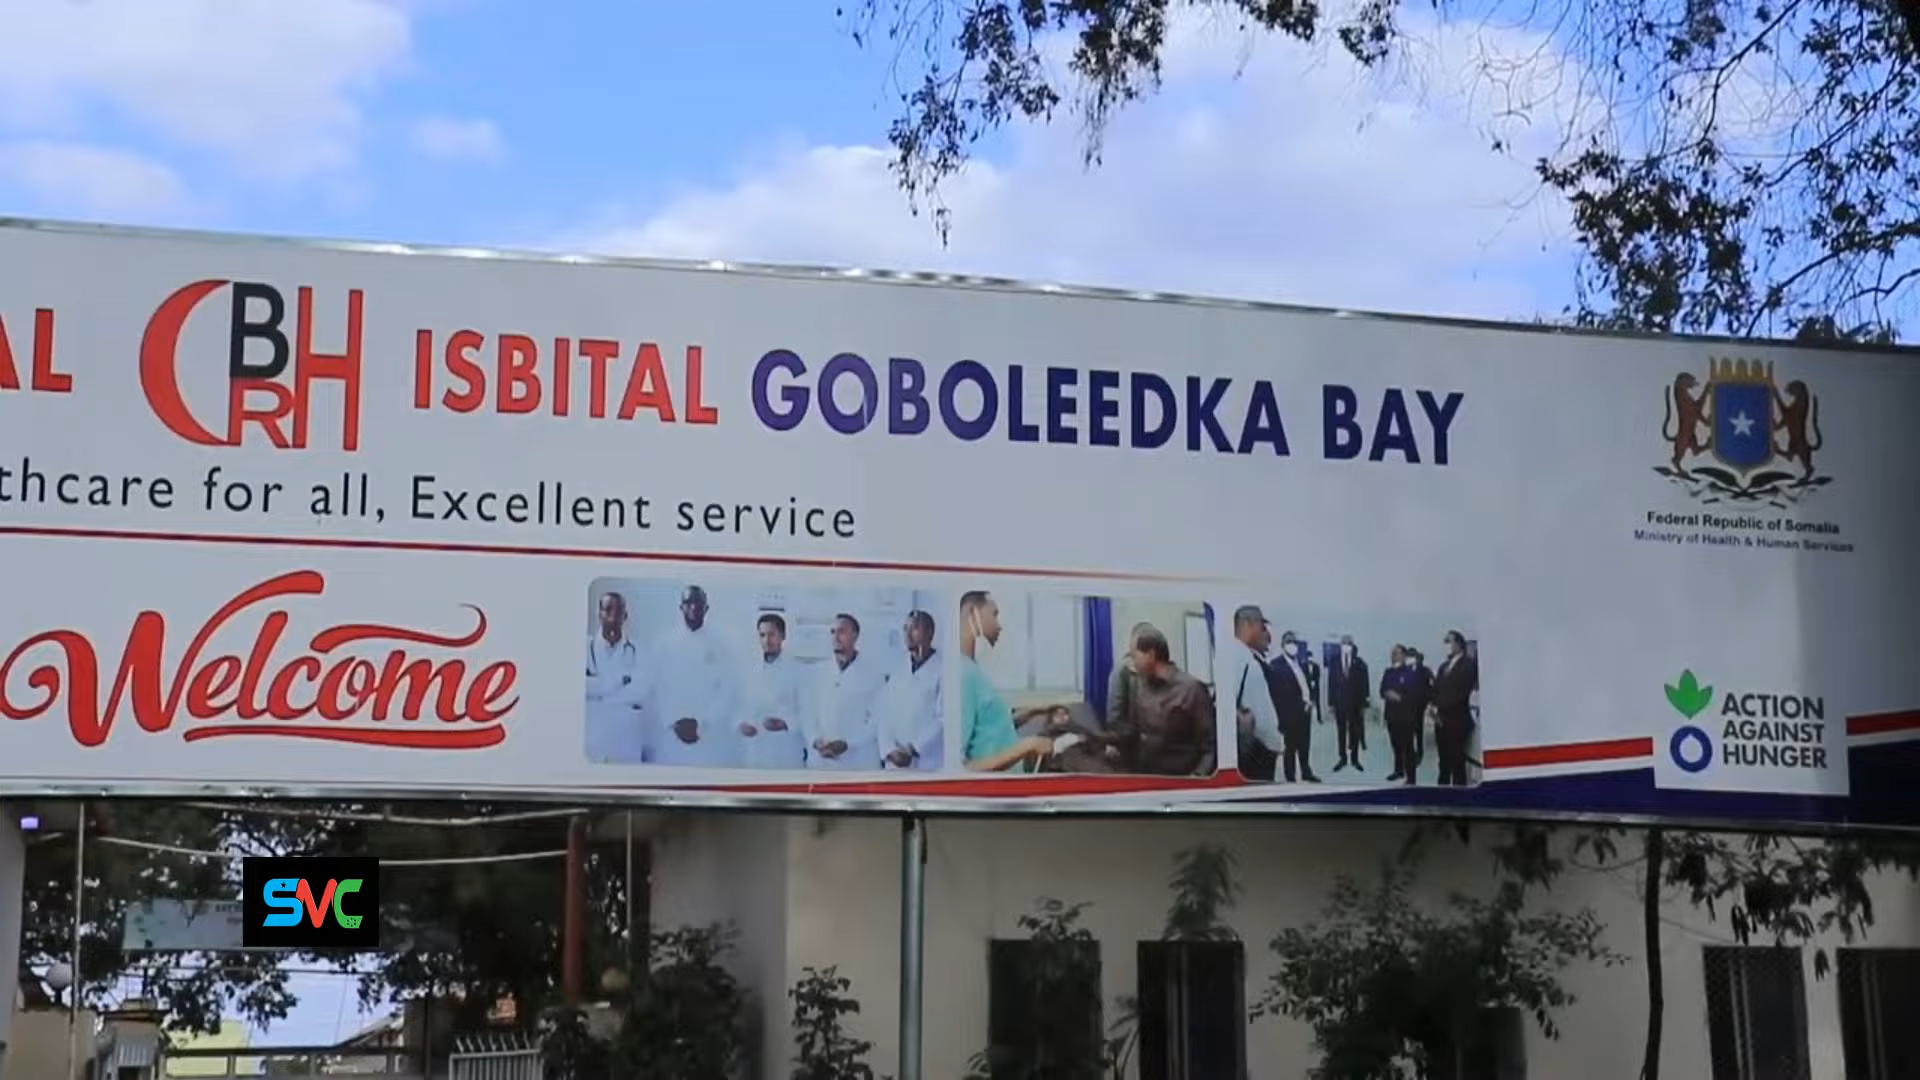 AL CBRH ISBITAL GOBOLEEDKA BAY
thcare for all, Excellent service
Federal Republic of Somalia
Ministry of Health & Human Services
Welcome
ACTION
AGAINST
HUNGER
SVC